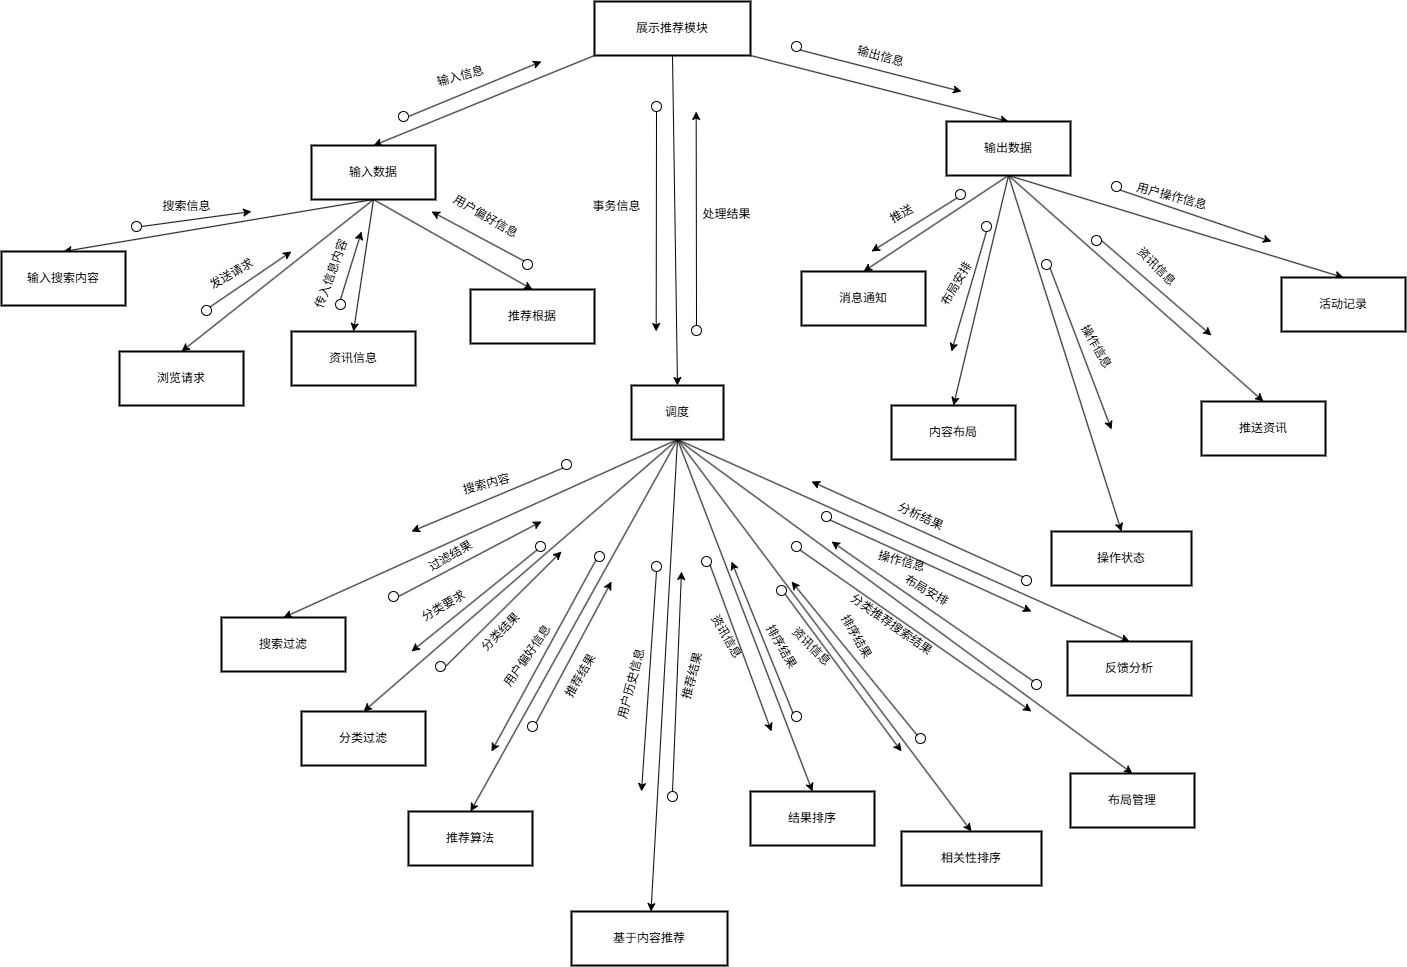 展示推荐模块
输入信息
输出信息
输入数据
输出数据
搜索信息
用户偏好信息
事务信息
处理结果
推送
用户操作信息
输入搜索内容
发送请求
传入信息内容
推荐根据
消息通知
布局安排
资讯信息
活动记录
浏览请求
资讯信息
操作信息
调度
内容布局
推送资讯
搜索内容
分析结果
过滤结果
操作信息
操作状态
分类要求
分类结果
布局安排
搜索过滤
用户偏好信息
推荐结果
用户历史信息
推荐结果
资讯信息
排序结果
资讯信息
排序结果
分类推荐搜索结果
反馈分析
分类过滤
布局管理
推荐算法
结果排序
相关性排序
基于内容推荐